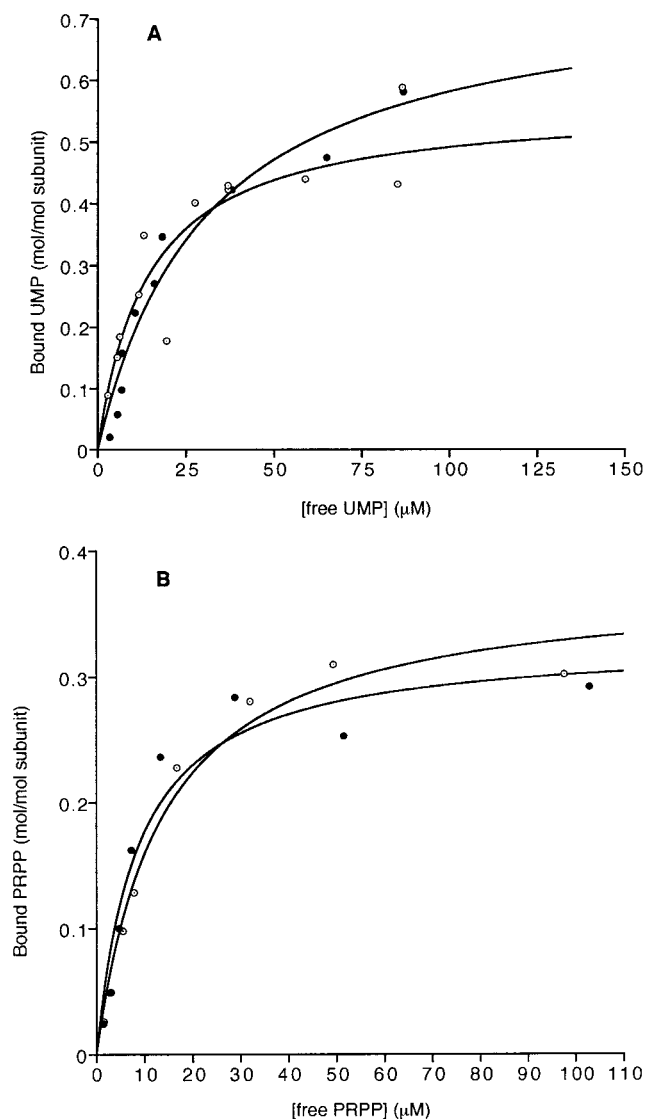 A
0.7
0.6
0.5
0.4
0.3
0.2
0.1
0
Bound UMP (mol/mol subunit)
0 25 50 75 100 125 150
[free UMP] (μM)
B
0.4
0.3
0.2
0.1
0
Bound PRPP (mol/mol subunit)
0 10 20 30 40 50 60 70 80 90 100 110
[free PRPP] (μM)